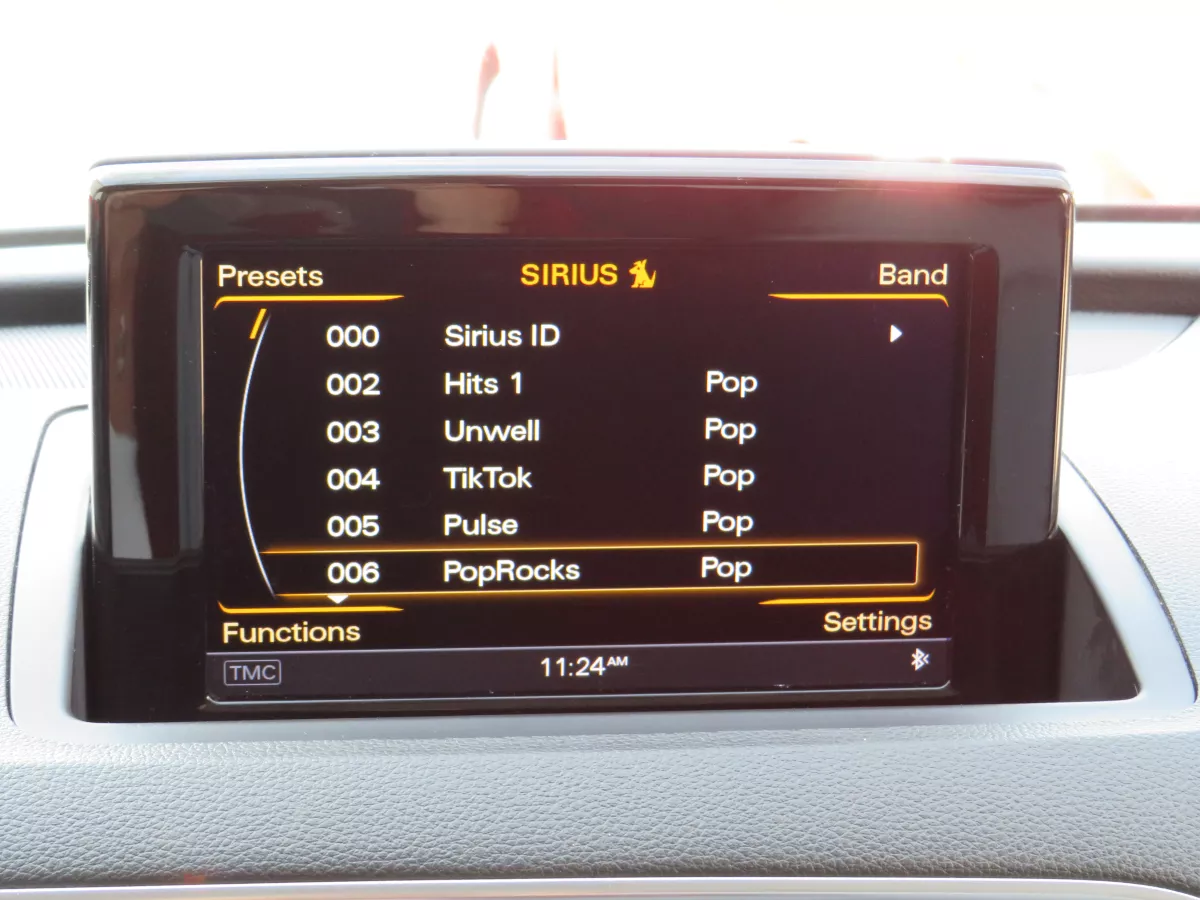 Presets SIRIUS Band
000 Sirius ID
002 Hits 1 Pop
003 Unwell Pop
004 TikTok Pop
005 Pulse Pop
006 PopRocks Pop
Functions Settings
TMC 11:24AM